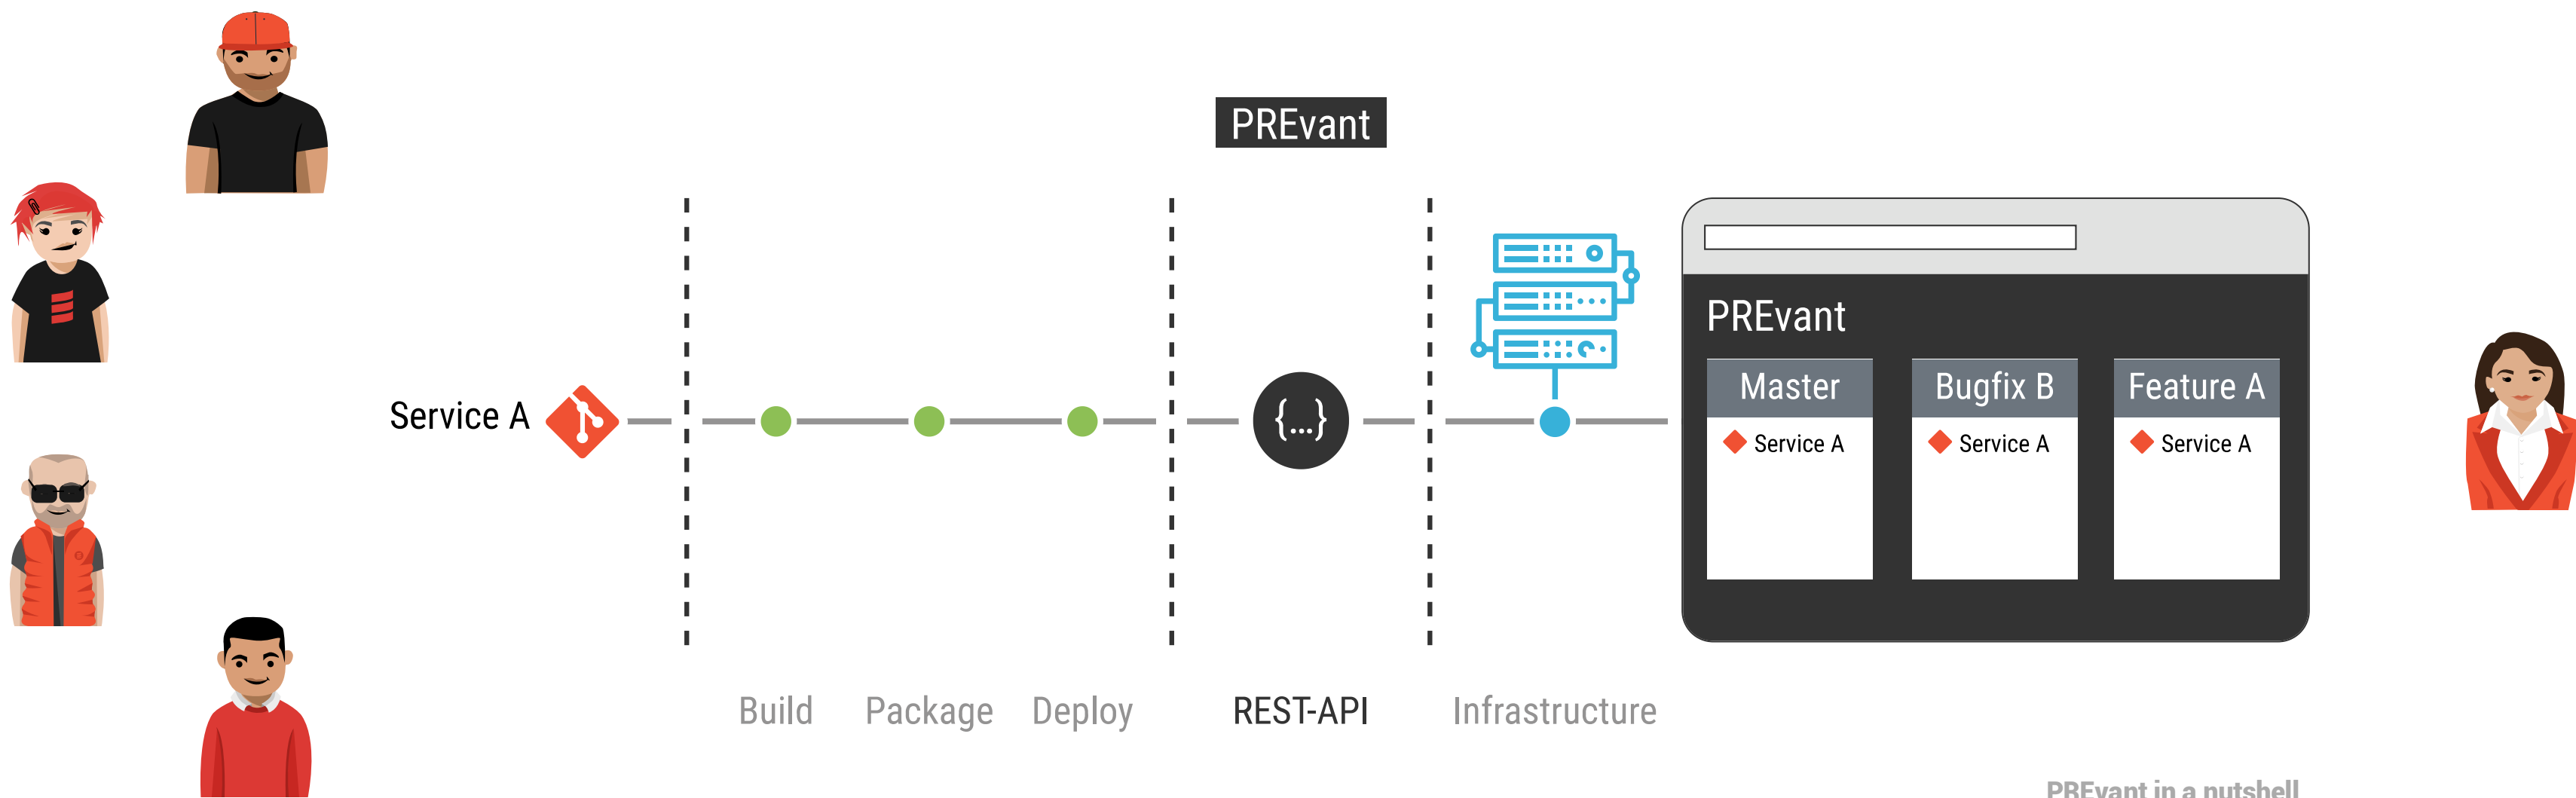 PREvant
PREvant
Master
Bugfix B
Feature A
Service A
{...}
Service A
Service A
Service A
Build
Package
Deploy
REST-API
Infrastructure
PREvant in a nutshell